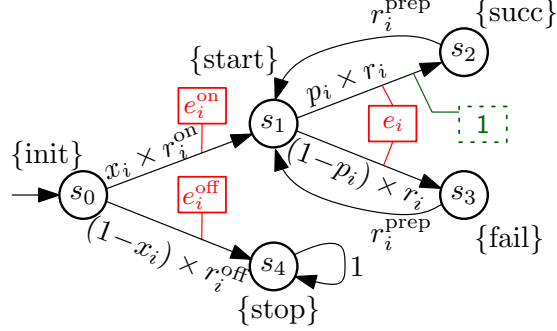 r_i^prep
{succ}
s_2
{start}
p_i × r_i
e_i^on
s_1
e_i
1
{init}
x_i × r_i^on
(1-p_i) × r_i
s_0
e_i^off
s_3
r_i^prep
(1-x_i) × r_i^off
{fail}
s_4
1
{stop}